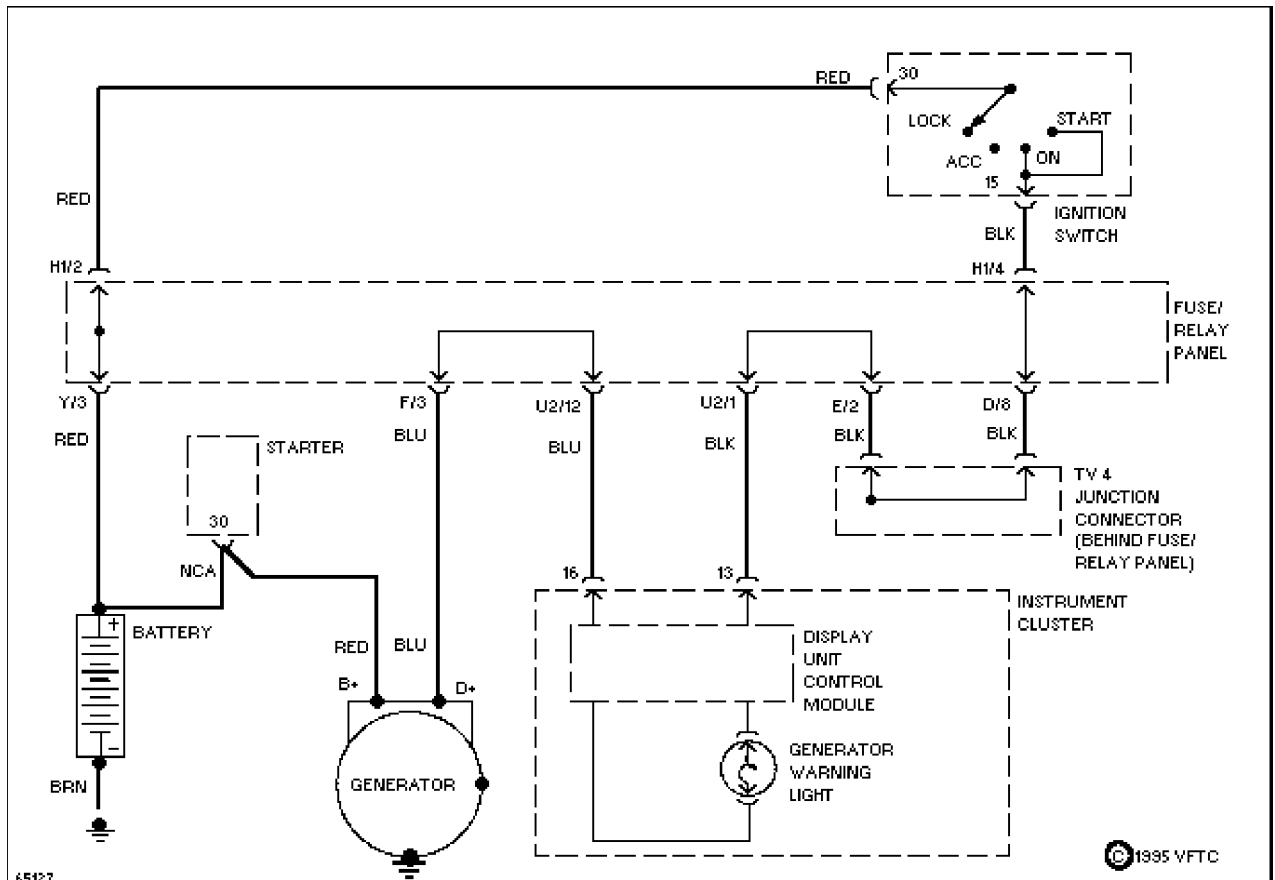 RED
30
LOCK
START
ACC
ON
15
IGNITION
SWITCH
RED
BLK
H1/2
H1/4
FUSE/
RELAY
PANEL
Y/3
F/3
U2/12
U2/1
E/2
D/8
RED
BLU
BLU
BLK
BLK
BLK
STARTER
30
NCA
TV 4
JUNCTION
CONNECTOR
(BEHIND FUSE/
RELAY PANEL)
16
13
INSTRUMENT
CLUSTER
+
BATTERY
-
BRN
RED
BLU
B+
D+
GENERATOR
DISPLAY
UNIT
CONTROL
MODULE
GENERATOR
WARNING
LIGHT
© 1995 VFTC
65127